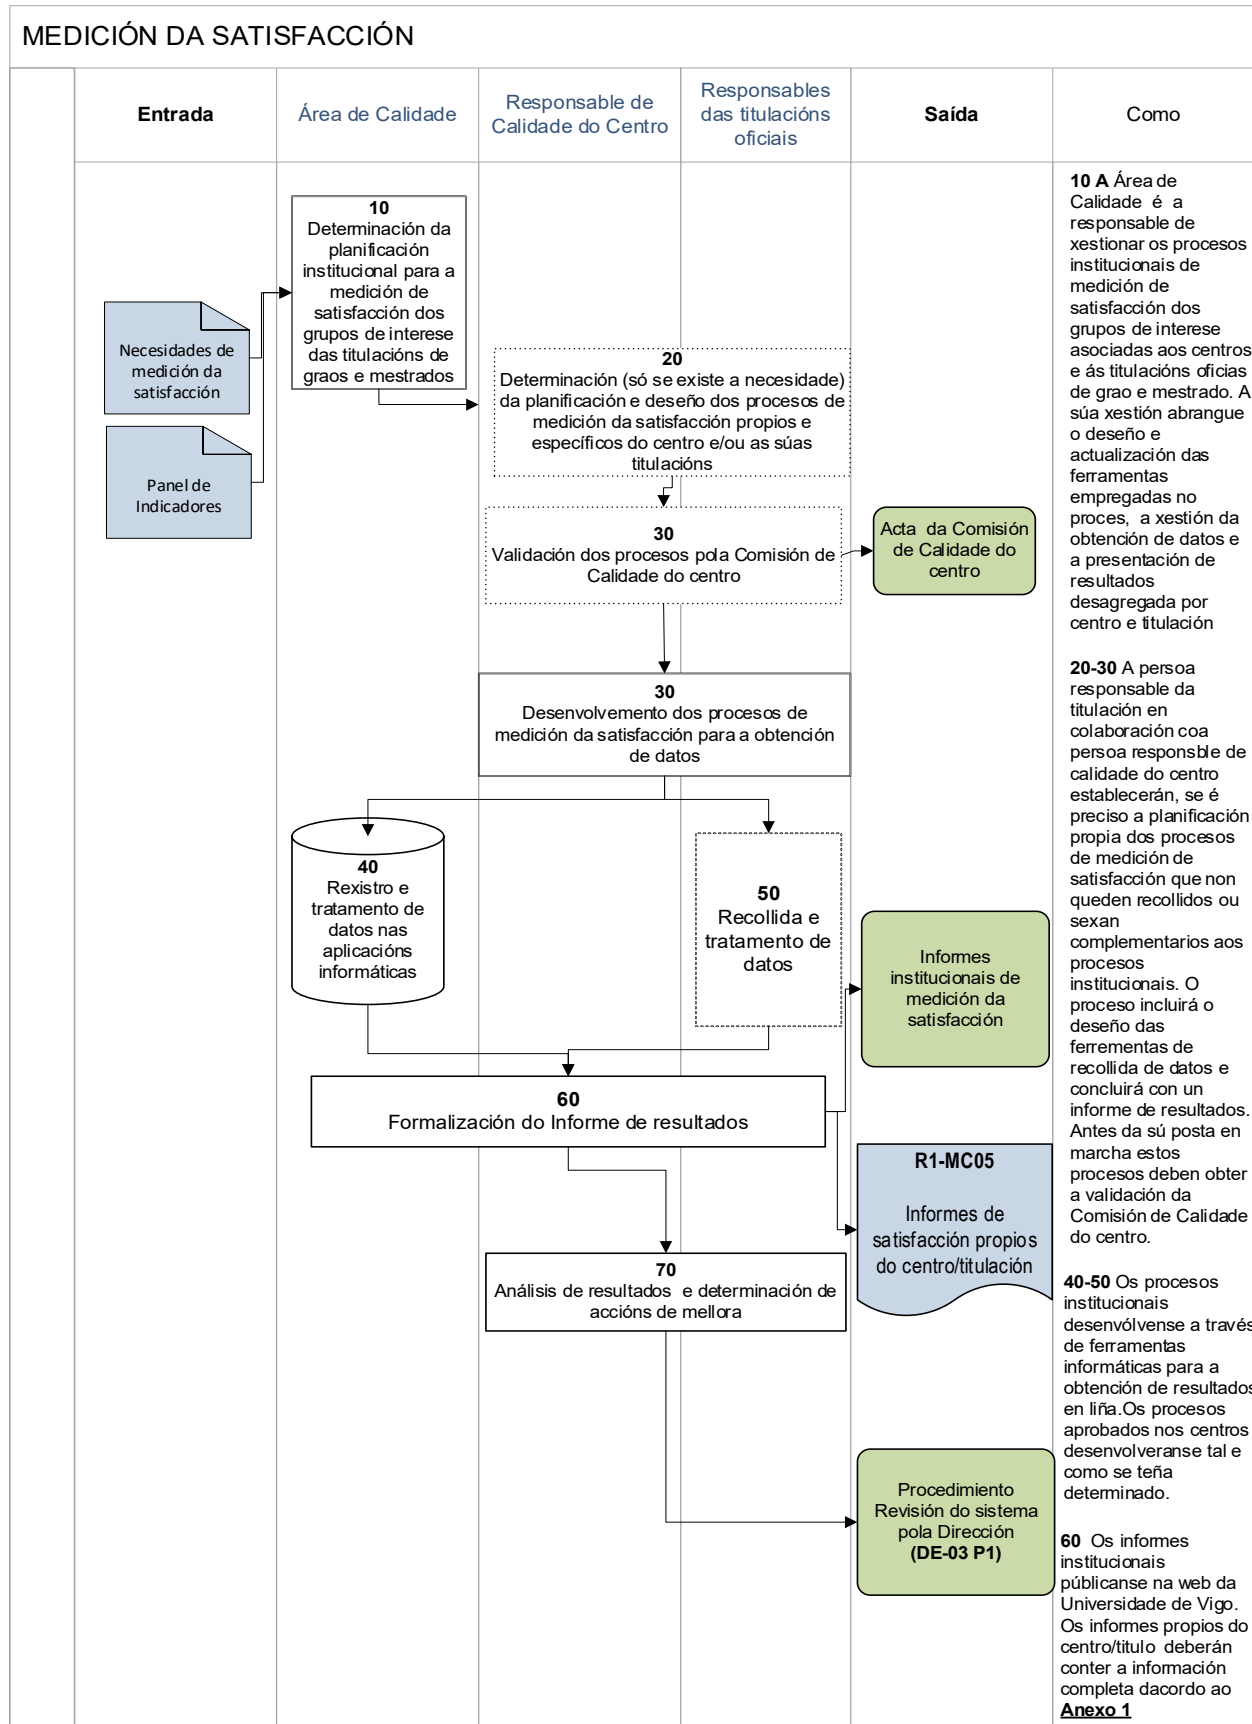 MEDICIÓN DA SATISFACCIÓN
Entrada
Área de Calidade
Responsable de
Calidade do Centro
Responsables
das titulacións
oficiais
Saída
Como
10
Determinación da
planificación
institucional para a
medición de
satisfacción dos
grupos de interese
das titulacións de
graos e mestrados
Necesidades de
medición da
satisfacción
Panel de
Indicadores
20
Determinación (só se existe a necesidade)
da planificación e deseño dos procesos de
medición da satisfacción propios e
específicos do centro e/ou as súas
titulacións
30
Validación dos procesos pola Comisión de
Calidade do centro
Acta da Comisión
de Calidade do
centro
30
Desenvolvemento dos procesos de
medición da satisfacción para a obtención
de datos
40
Rexistro e
tratamento de
datos nas
aplicacións
informáticas
50
Recollida e
tratamento de
datos
Informes
institucionais de
medición da
satisfacción
60
Formalización do Informe de resultados
R1-MC05
Informes de
satisfacción propios
do centro/titulación
70
Análisis de resultados e determinación de
accións de mellora
Procedimiento
Revisión do sistema
pola Dirección
(DE-03 P1)
10 A Área de
Calidade é a
responsable de
xestionar os procesos
institucionais de
medición de
satisfacción dos
grupos de interese
asociadas aos centros
e ás titulacións oficias
de grao e mestrado. A
súa xestión abrangue
o deseño e
actualización das
ferramentas
empregadas no
proces, a xestión da
obtención de datos e
a presentación de
resultados
desagregada por
centro e titulación
20-30 A persoa
responsable da
titulación en
colaboración coa
persoa responsble de
calidade do centro
establecerán, se é
preciso a planificación
propia dos procesos
de medición de
satisfacción que non
queden recollidos ou
sexan
complementarios aos
procesos
institucionais. O
proceso incluirá o
deseño das
ferrementas de
recollida de datos e
concluirá con un
informe de resultados.
Antes da sú posta en
marcha estos
procesos deben obter
a validación da
Comisión de Calidade
do centro.
40-50 Os procesos
institucionais
desenvólvense a través
de ferramentas
informáticas para a
obtención de resultados
en liña.Os procesos
aprobados nos centros
desenvolveranse tal e
como se teña
determinado.
60 Os informes
institucionais
públicanse na web da
Universidade de Vigo.
Os informes propios do
centro/titulo deberán
conter a información
completa dacordo ao
Anexo 1